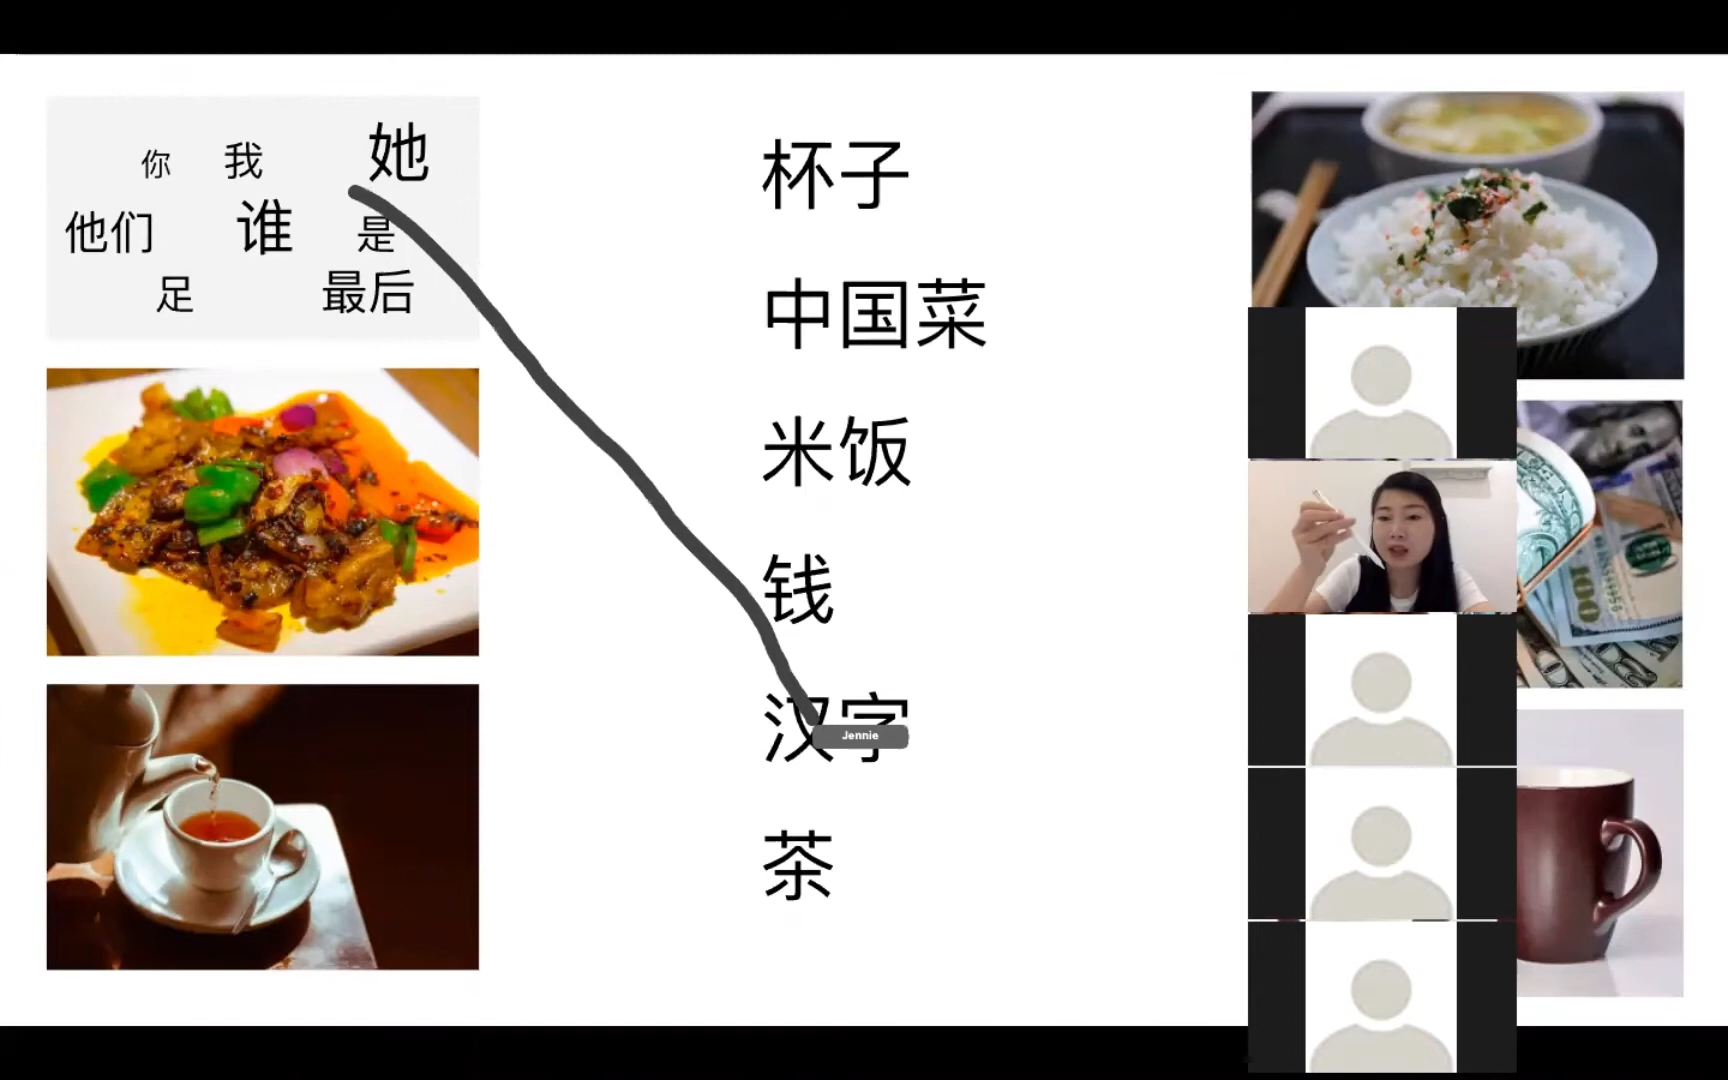 你 我 她
他们 谁 是
足 最后
杯子
中国菜
米饭
钱
汉字
Jennie
茶
100